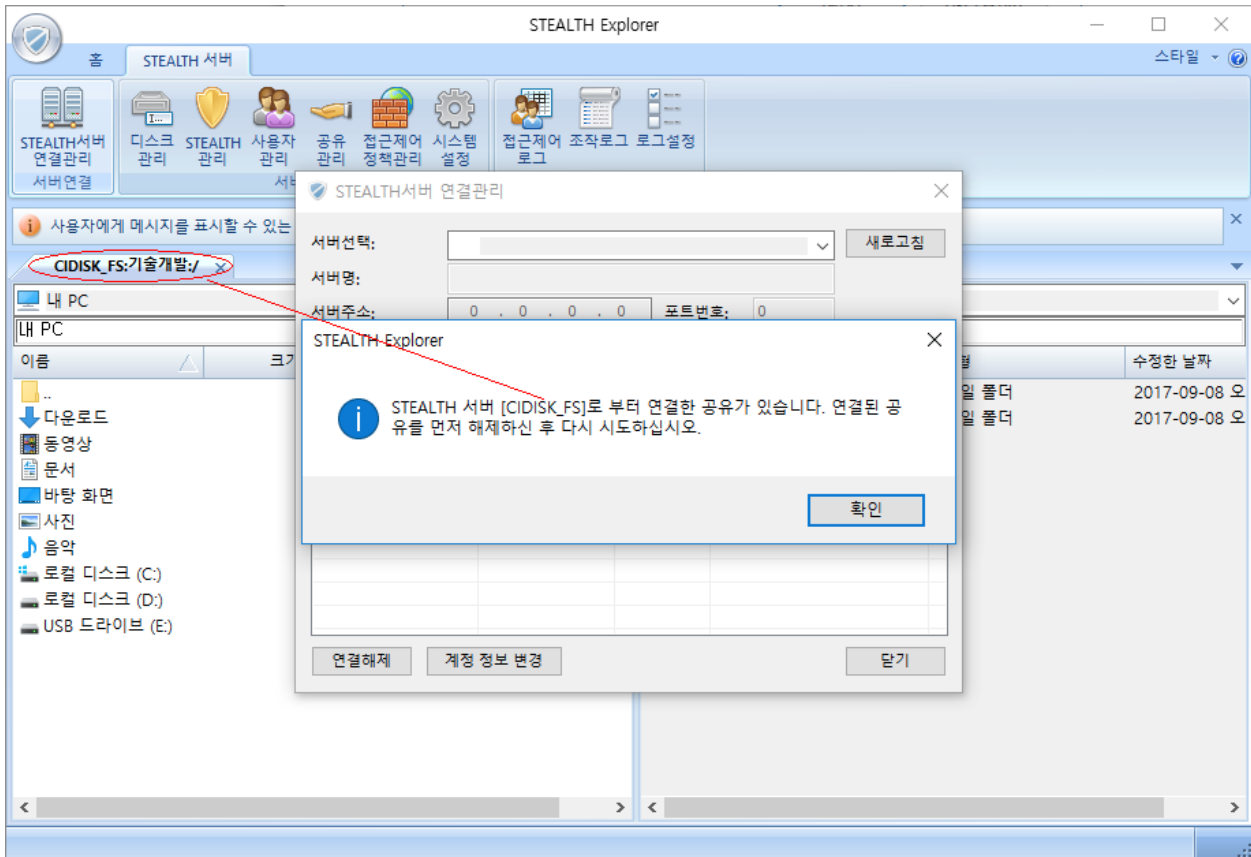 STEALTH Explorer
홈
STEALTH 서버
스타일
STEALTH서버
연결관리
디스크
관리
STEALTH
관리
사용자
관리
공유
관리
접근제어
정책관리
시스템
설정
접근제어
로그
조작로그
로그설정
서버연결
STEALTH서버 연결관리
사용자에게 메시지를 표시할 수 있는
서버선택:
새로고침
CIDISK_FS:기술개발:/
서버명:
내 PC
서버주소:
0 . 0 . 0 . 0
포트번호:
0
내 PC
STEALTH Explorer
이름
수정한 날짜
..
다운로드
동영상
문서
바탕 화면
사진
음악
로컬 디스크 (C:)
로컬 디스크 (D:)
USB 드라이브 (E:)
폴더
2017-09-08 오
폴더
2017-09-08 오
STEALTH 서버 [CIDISK_FS]로 부터 연결한 공유가 있습니다. 연결된 공
유를 먼저 해제하신 후 다시 시도하십시오.
확인
연결해제
계정 정보 변경
닫기